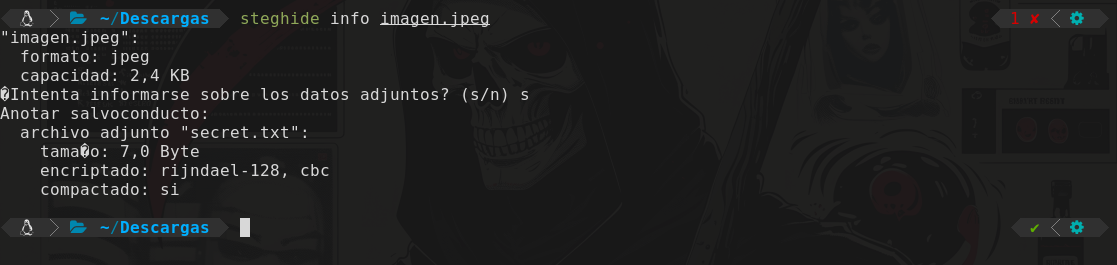 ~/Descargas steghide info imagen.jpeg 1 ✘
"imagen.jpeg":
formato: jpeg
capacidad: 2,4 KB
�Intenta informarse sobre los datos adjuntos? (s/n) s
Anotar salvoconducto:
archivo adjunto "secret.txt":
tama�o: 7,0 Byte
encriptado: rijndael-128, cbc
compactado: si
~/Descargas ✔